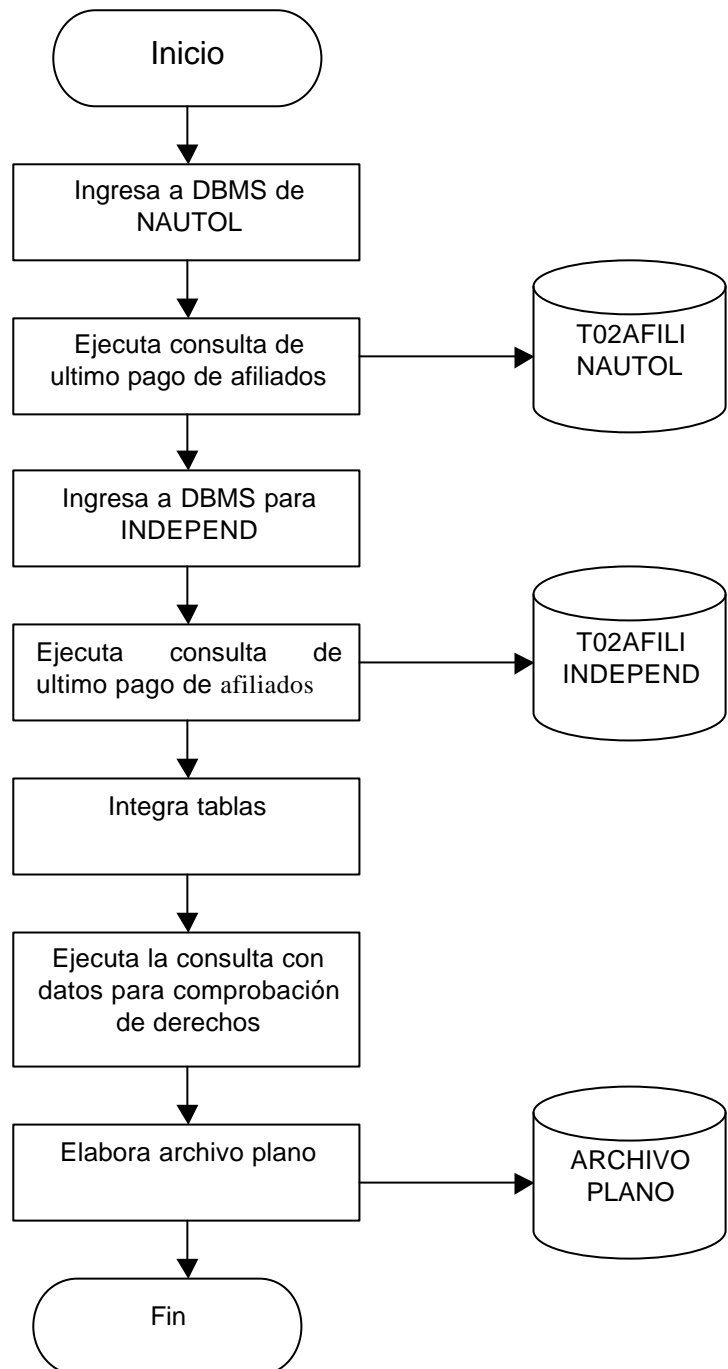 Inicio
Ingresa a DBMS de
NAUTOL
Ejecuta consulta de
ultimo pago de afiliados
T02AFILI
NAUTOL
Ingresa a DBMS para
INDEPEND
Ejecuta consulta de
ultimo pago de afiliados
T02AFILI
INDEPEND
Integra tablas
Ejecuta la consulta con
datos para comprobación
de derechos
Elabora archivo plano
ARCHIVO
PLANO
Fin